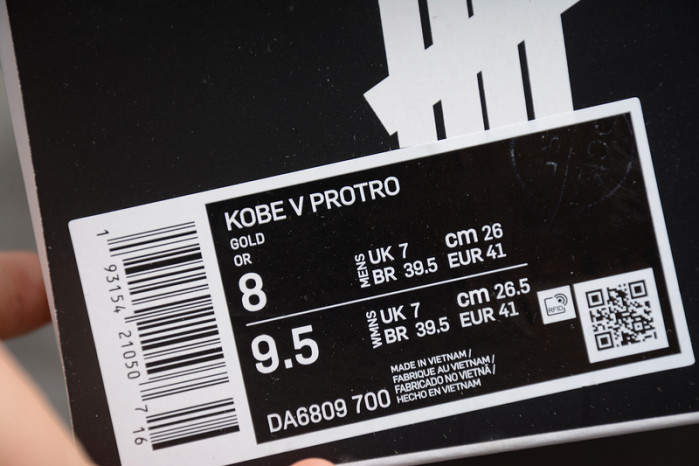 KOBE V PROTRO
GOLD
OR
8
MENS
UK 7
cm 26
BR 39.5
EUR 41
9.5
WMNS
UK 7
cm 26.5
BR 39.5
EUR 41
RFID
MADE IN VIETNAM /
FABRIQUE AU VIETNAM /
FABRICADO NO VIETNÃ /
HECHO EN VIETNAM
DA6809 700
1 93154 21050 7 16